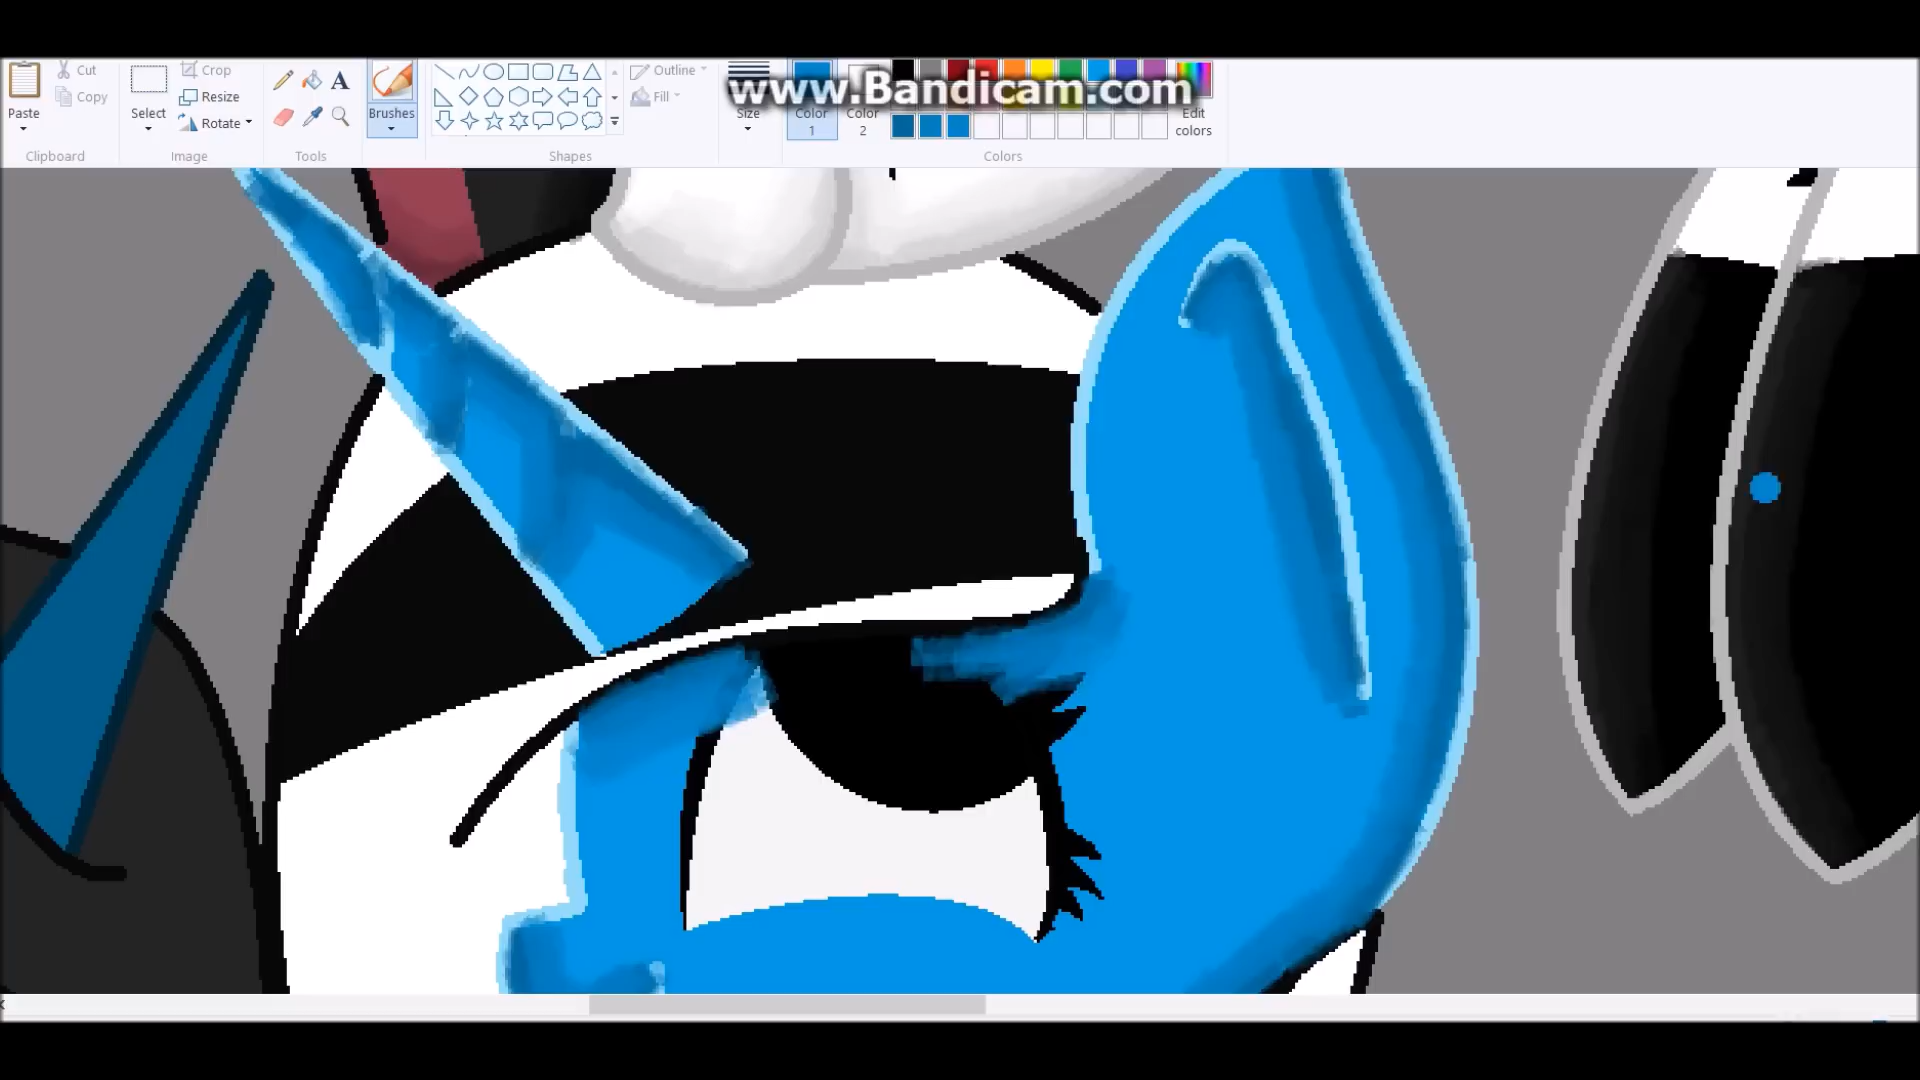 www.Bandicam.com
Paste
Cut
Copy
Clipboard
Select
Crop
Resize
Rotate
Image
A
Tools
Brushes
Outline
Fill
Shapes
Size
Color
1
Color
2
Edit
colors
Colors